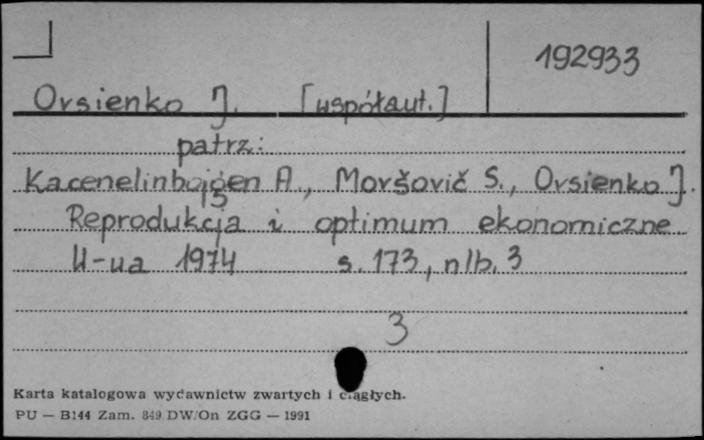 192933
Ovsienko J. [współaut.]
patrz:
Kacenelinbojgen A., Movšovič S., Ovsienko J.
Reprodukcja i optimum ekonomiczne
W-wa 1974 s. 173, nlb. 3
3
Karta katalogowa wydawnictw zwartych i ciągłych.
PU — B144 Zam. 849 DW/On ZGG — 1991